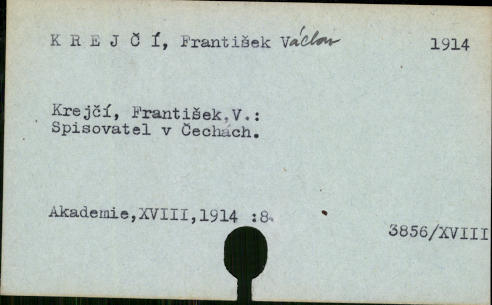 K R E J Č Í, František Václav 1914
Krejčí, František V.:
Spisovatel v Čechách.
Akademie,XVIII,1914 :8.
3856/XVIII